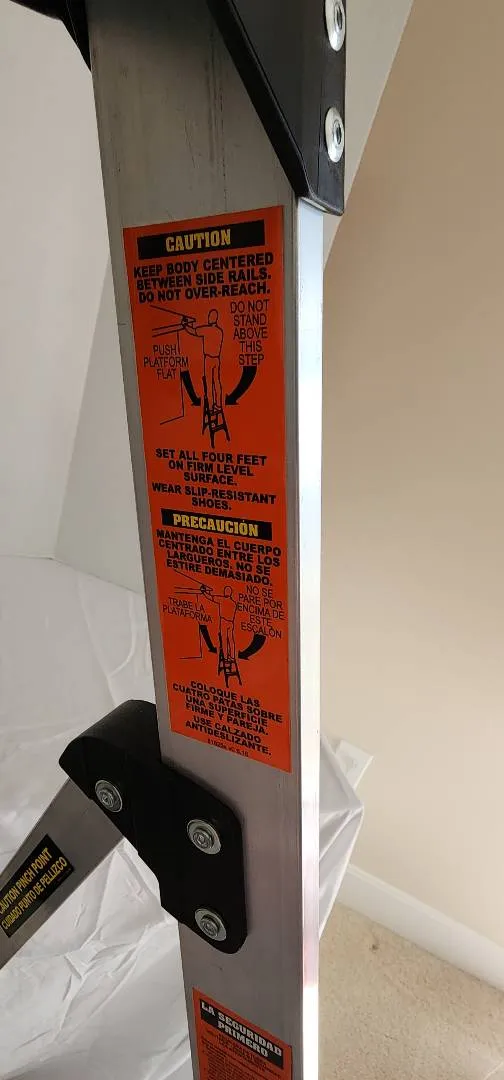 CAUTION
KEEP BODY CENTERED
BETWEEN SIDE RAILS.
DO NOT OVER-REACH.
DO NOT
STAND
ABOVE
THIS
STEP
PUSH
PLATFORM
FLAT
SET ALL FOUR FEET
ON FIRM LEVEL
SURFACE.
WEAR SLIP-RESISTANT
SHOES.
PRECAUCIÓN
MANTENGA EL CUERPO
CENTRADO ENTRE LOS
LARGUEROS. NO SE
ESTIRE DEMASIADO.
NO SE
PARE POR
ENCIMA DE
ESTE
ESCALÓN
TRABE LA
PLATAFORMA
COLOQUE LAS
CUATRO PATAS SOBRE
UNA SUPERFICIE
FIRME Y PAREJA.
USE CALZADO
ANTIDESLIZANTE.
CAUTION PINCH POINT
CUIDADO PUNTO DE PELLIZCO
LA SEGURIDAD
PRIMERO